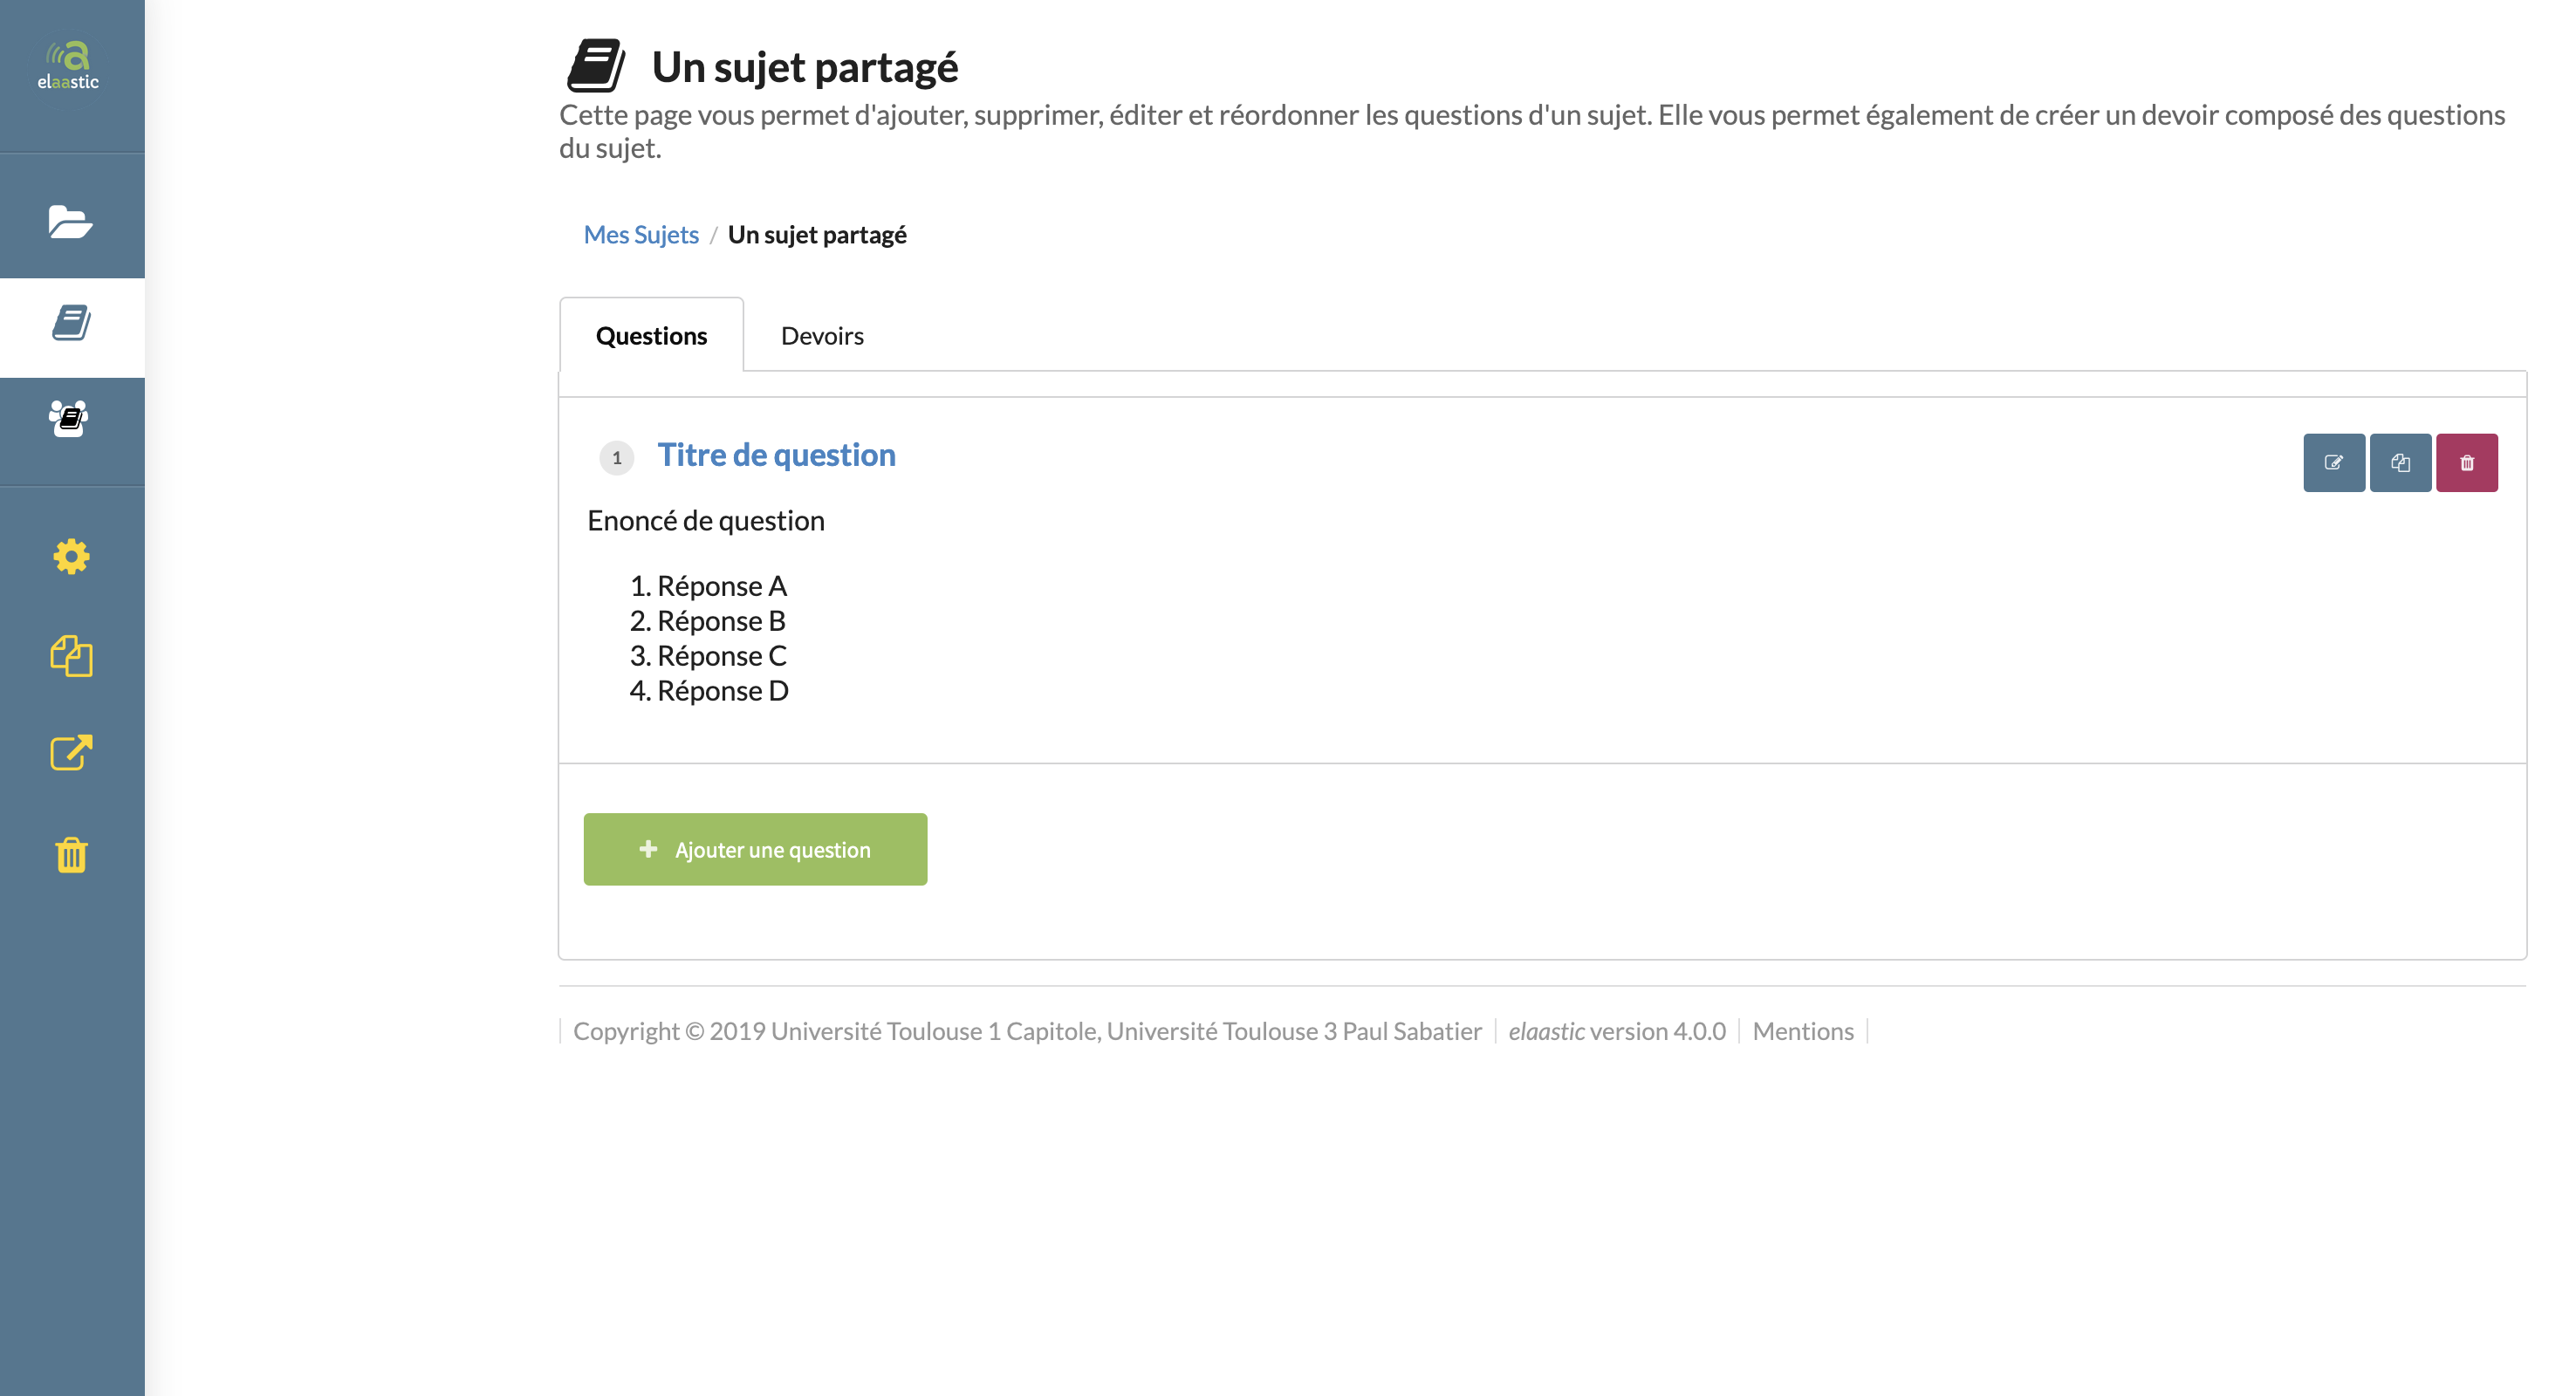 elaastic
Un sujet partagé
Cette page vous permet d'ajouter, supprimer, éditer et réordonner les questions d'un sujet. Elle vous permet également de créer un devoir composé des questions
du sujet.
Mes Sujets / Un sujet partagé
Questions
Devoirs
1
Titre de question
Enoncé de question
1. Réponse A
2. Réponse B
3. Réponse C
4. Réponse D
Ajouter une question
Copyright © 2019 Université Toulouse 1 Capitole, Université Toulouse 3 Paul Sabatier | elaastic version 4.0.0 | Mentions